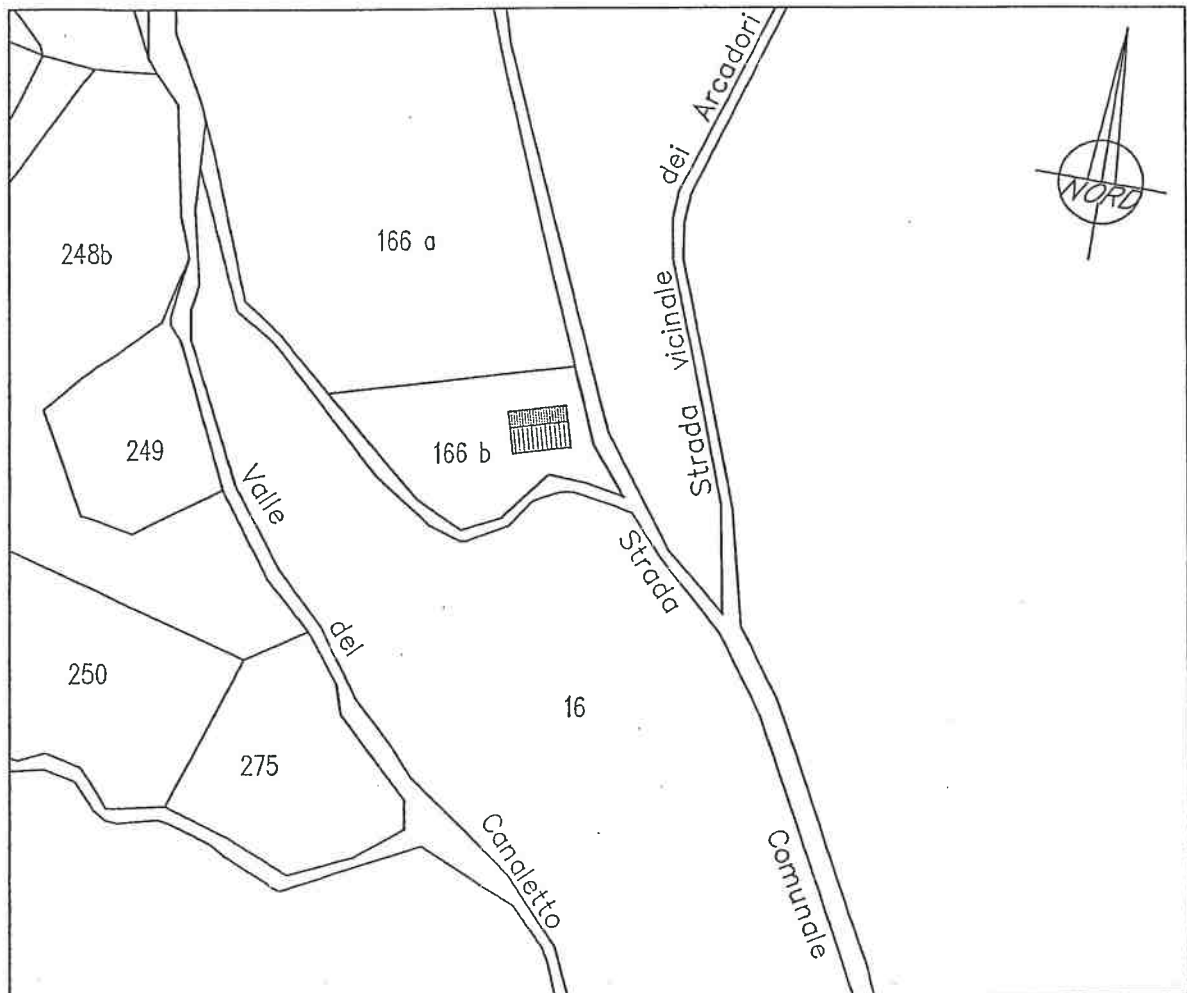 Strada vicinale dei Arcadori
NORD
248b
166 a
249
166 b
Valle del Canaletto
Strada Comunale
250
16
275